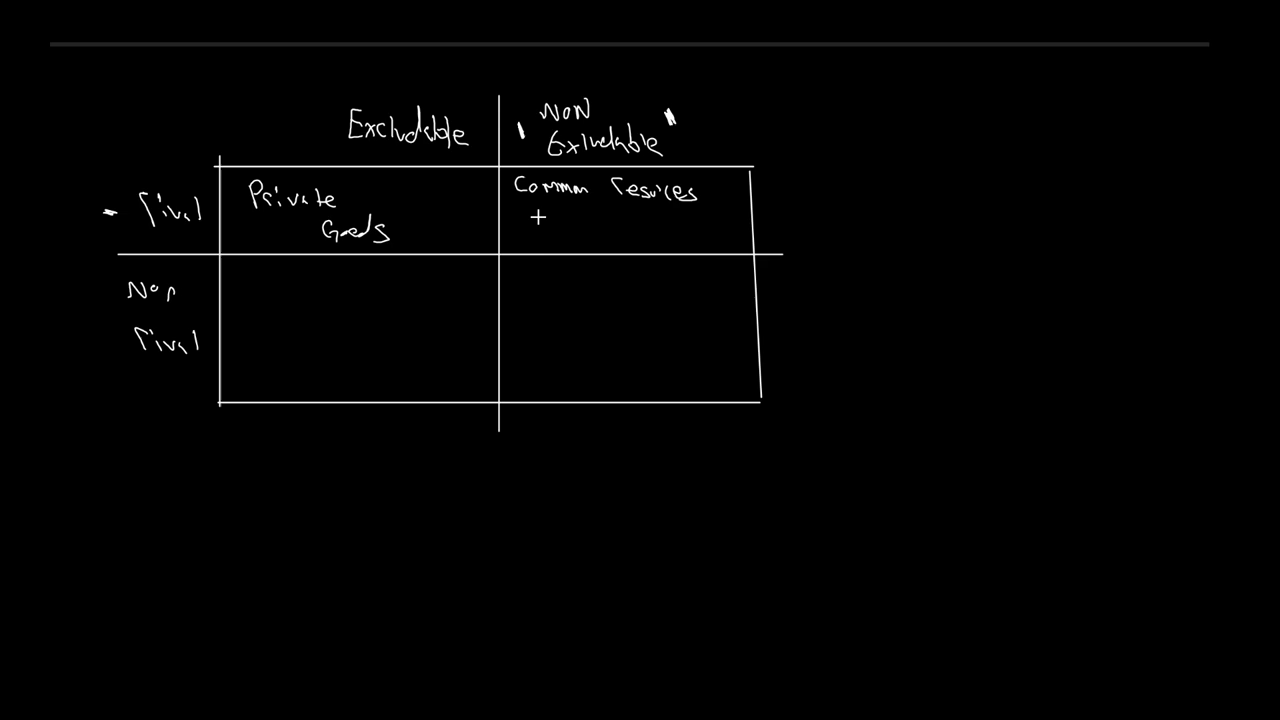 Excludable
NON
Exludable
Rival
Private
Goods
Common resources
Non
Rival